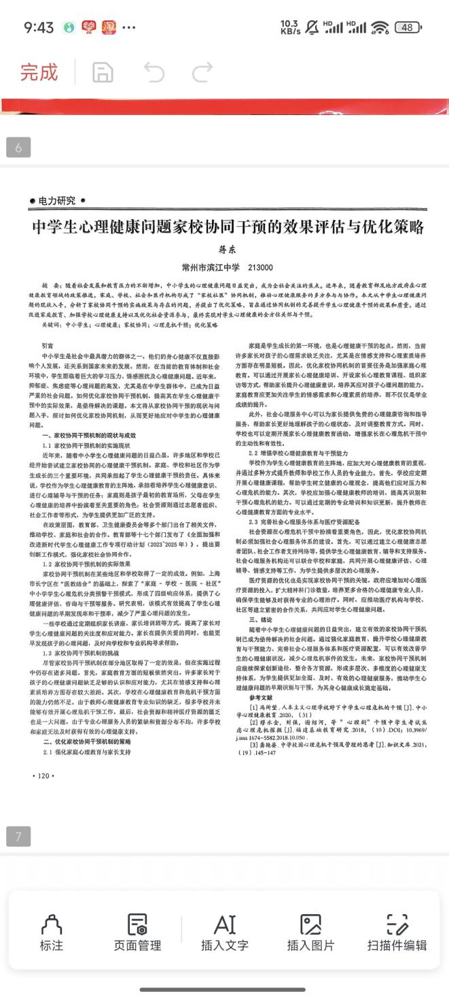 9:43
10.3 KB/s
HD
HD
6
48
完成
6
● 电力研究 ●
中学生心理健康问题家校协同干预的效果评估与优化策略
蒋东
常州市滨江中学 213000
摘 要：随着社会发展和教育压力的不断增加，中小学生的心理健康问题日益突出，成为全社会关注的焦点。近年来，随着教育部及地方政府在心理
健康教育领域的政策推进，家庭、学校、社会和医疗机构形成了“家校社医”协同机制，推动心理健康服务的多方参与与协作。本文从中学生心理健康问
题的现状入手，分析了家校协同干预的实施效果与存在的问题，并提出了优化策略，旨在通过协同机制的完善提升学生心理健康干预的效果和质量。通过
改进家庭教育、加强学校心理健康支持以及优化社会资源参与，最终实现对学生心理健康的全方位关怀与干预。
关键词：中小学生；心理健康；家校协同；心理危机干预；优化策略
引言
中小学生是社会中最具潜力的群体之一，他们的身心健康不仅直接影
响个人发展，还关系到国家未来的发展。然而，在当前的教育体制和社会
环境中，学生面临着巨大的学习压力、情感困扰及心理健康问题。近年来，
抑郁症、焦虑症等心理问题的高发，尤其是在中学生群体中，已成为日益
严重的社会问题。如何优化家校协同干预机制，提高其在学生心理健康干
预中的实际效果，是亟待解决的课题。本文将从家校协同干预的现状与问
题入手，探讨如何优化家校协同机制，从而更好地应对中学生的心理健康
问题。
一、家校协同干预机制的现状与成效
1.1 家校协同干预机制的实施现状
近年来，随着中小学生心理健康问题的日益凸显，许多地区和学校已
经开始尝试建立家校协同的心理健康干预机制。家庭、学校和社区作为学
生成长的三个重要环境，共同承担起了学生心理健康干预的责任。具体来
说，学校作为学生心理健康教育的主阵地，承担着培养学生心理健康意识、
进行心理辅导与干预的任务；家庭则是孩子最初的教育场所，父母在学生
心理健康的培养中扮演着至关重要的角色；社会资源则通过志愿者组织、
社会工作者等形式，为学生提供更加广泛的支持。
在政策层面，教育部、卫生健康委员会等多个部门出台了相关文件，
推动学校、家庭和社会的合作。教育部等十七个部门发布了《全面加强和
改进新时代学生心理健康工作专项行动计划（2023~2025 年）》，提出要
创新工作模式，强化家校社会协同合作。
1.2 家校协同干预机制的实际效果
家校协同干预机制在某些地区和学校取得了一定的成效。例如，上海
市长宁区在“医教结合”的基础上，探索了“家庭 - 学校 - 医院 - 社区”
中小学学生心理危机分类预警干预模式，形成了四级响应体系，提供了心
理健康评估、咨询与干预等服务。研究表明，该模式有效提高了学生心理
健康问题的早期发现率和干预率，减少了严重心理问题的发生。
一些学校通过定期组织家长讲座、家长培训班等方式，提高了家长对
学生心理健康问题的关注度和应对能力。家长在提供关爱的同时，也能更
早发现孩子的心理问题，及时向学校和专业机构寻求帮助。
1.3 家校协同干预机制的挑战
尽管家校协同干预机制在部分地区取得了一定的效果，但在实施过程
中仍存在诸多问题。首先，家庭教育方面的短板依然突出。许多家长对于
孩子的心理健康问题缺乏足够的认识和应对能力，尤其在情感支持和心理
素质培养方面存在较大差距。其次，学校在心理健康教育和危机干预方面
的能力仍然不足。由于教师心理健康教育专业知识的缺乏，很多学校并未
能够有效开展心理危机干预工作。最后，社会资源和精神医疗资源的匮乏
也是一大问题。由于专业心理服务人员的紧缺和资源分布不均，许多学校
和家庭无法及时获得有效的心理健康支持。
二、优化家校协同干预机制的策略
2.1 强化家庭心理健康教育与家长支持
家庭是学生成长的第一环境，也是心理健康干预的起点。然而，当前
许多家长对孩子的心理需求缺乏关注，尤其是在情感支持和心理素质培养
方面存在明显短板。因此，优化家校协同机制的首要任务是加强家庭心理
教育。可以通过开展家长心理健康培训、开设家长心理教育课程、组织家
访等方式，帮助家长提升心理健康意识，培养其应对孩子心理问题的能力。
家庭教育应更加关注学生的情感需求和心理素质的培养，而不仅仅是学业
成绩的提升。
此外，社会心理服务中心可以为家长提供免费的心理健康咨询和指导
服务，帮助家长更好地理解孩子的心理状态，及时调整教育方式。同时，
学校也可以定期开展家长心理健康教育活动，增强家长在心理危机干预中
的主动性和有效性。
2.2 增强学校心理健康教育与干预能力
学校作为学生心理健康教育的主阵地，应加大对心理健康教育的重视，
并通过多种方式提升教师和学校工作人员的专业能力。首先，学校应定期
开展心理健康课程，帮助学生树立健康的心理观念，提高他们应对压力和
心理危机的能力。其次，学校应加强心理健康教师的培训，提高其识别和
干预心理危机的能力。可以通过定期的专业培训和知识更新，提升教师在
心理健康教育方面的专业水平。
2.3 完善社会心理服务体系与医疗资源配备
社会资源在心理危机干预中扮演着重要角色，因此，优化家校协同机
制必须加强社会心理服务体系的建设。首先，可以通过建立心理健康志愿
者团队、社会工作者支持网络等，提供学生心理健康教育、辅导和支持服务。
社会心理服务机构还可以联合学校和家庭，共同开展心理健康评估、心理
辅导、情感支持等工作，为学生提供多层次的心理服务。
医疗资源的优化也是实现家校协同干预的关键。政府应增加对心理医
疗资源的投入，扩大精神科门诊数量，培养更多合格的心理健康专业人员，
确保学生能够及时获得专业的心理治疗。同时，应推动医疗机构与学校、
社区等建立紧密的合作关系，共同应对学生心理健康问题。
三、结论
随着中小学生心理健康问题的日益突出，建立有效的家校协同干预机
制已成为亟待解决的社会问题。通过强化家庭教育、提升学校心理健康教
育与干预能力、完善社会心理服务体系和医疗资源配置，可以有效改善学
生的心理健康状况，减少心理危机事件的发生。未来，家校协同干预机制
应继续探索创新途径，整合各方资源，形成多层次、多维度的心理健康支
持体系，为学生提供更加全面、及时、有效的心理健康服务，推动学生心
理健康问题的早期识别与干预，为其身心健康成长奠定基础。
参考文献
[1] 冯所望．人本主义心理学视野下中学生心理危机的干预 [J]. 中小
学心理健康教育 .2020，（31）
[2] 缪水金，刘强，谢绍河，等 " 心理剧" 干预中学生考试焦
虑心理危机探微 [J]. 福建基础教育研究 .2018，（10）.DOI：10.3969/
j.issn 1674-5582.2018.10.050 .
[3] 龚艳姿．中学校园心理危机干预及管理的思考 [J]. 知识文库 .2021，
（19）.145-147
· 120 ·
7
标注
页面管理
插入文字
插入图片
扫描件编辑